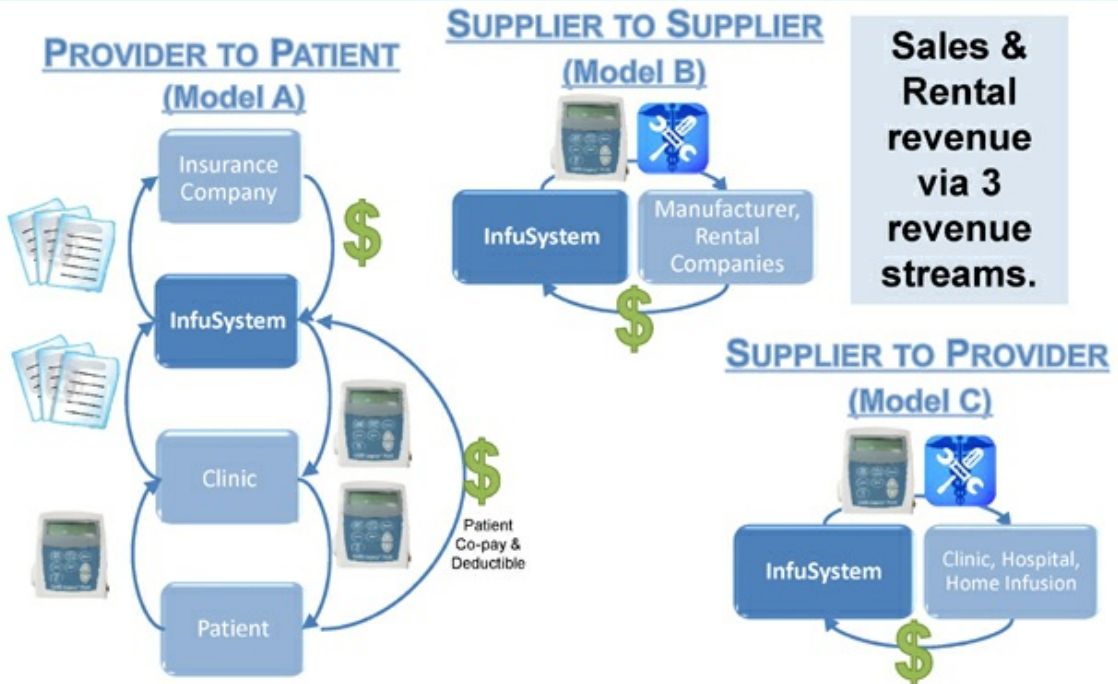 PROVIDER TO PATIENT
(Model A)
Insurance
Company
$
InfuSystem
Clinic
$
Patient
Co-pay &
Deductible
Patient
SUPPLIER TO SUPPLIER
(Model B)
InfuSystem
Manufacturer,
Rental
Companies
$
Sales &
Rental
revenue
via 3
revenue
streams.
SUPPLIER TO PROVIDER
(Model C)
InfuSystem
Clinic, Hospital,
Home Infusion
$